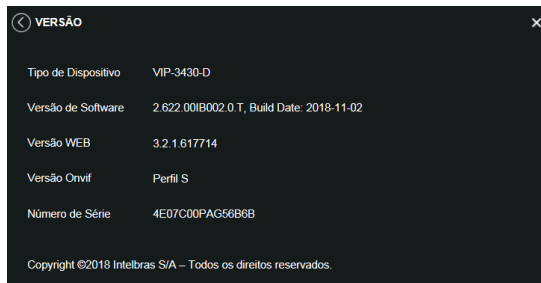 VERSÃO
Tipo de Dispositivo VIP-3430-D
Versão de Software 2.622.00IB002.0.T, Build Date: 2018-11-02
Versão WEB 3.2.1.617714
Versão Onvif Perfil S
Número de Série 4E07C00PAG56B6B
Copyright ©2018 Intelbras S/A – Todos os direitos reservados.